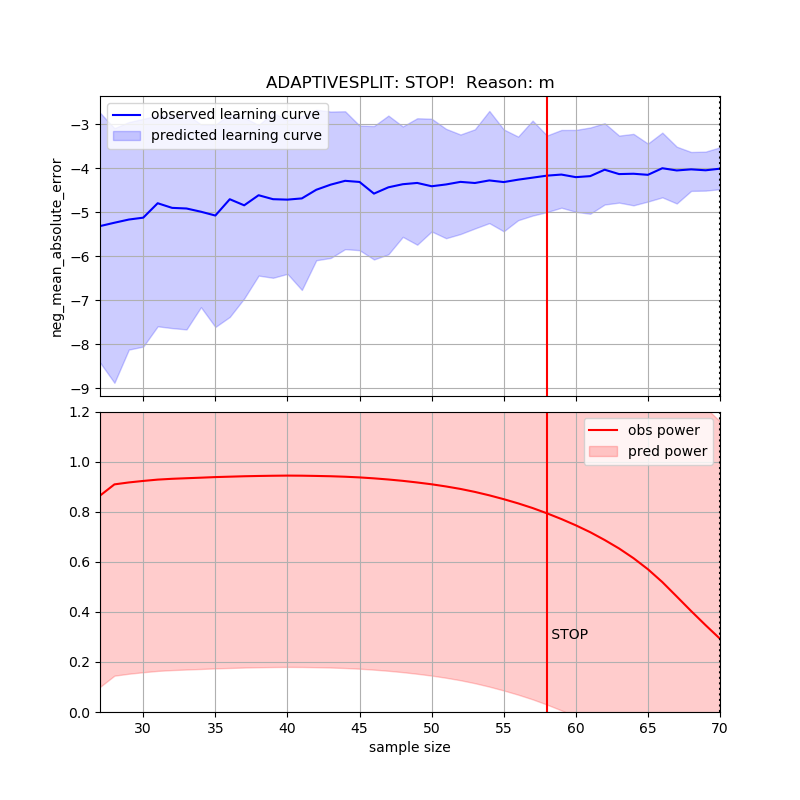 ADAPTIVESPLIT: STOP!  Reason: m
observed learning curve
predicted learning curve
neg_mean_absolute_error
−3
−4
−5
−6
−7
−8
−9
obs power
pred power
1.2
1.0
0.8
0.6
0.4
0.2
0.0
STOP
30 35 40 45 50 55 60 65 70
sample size